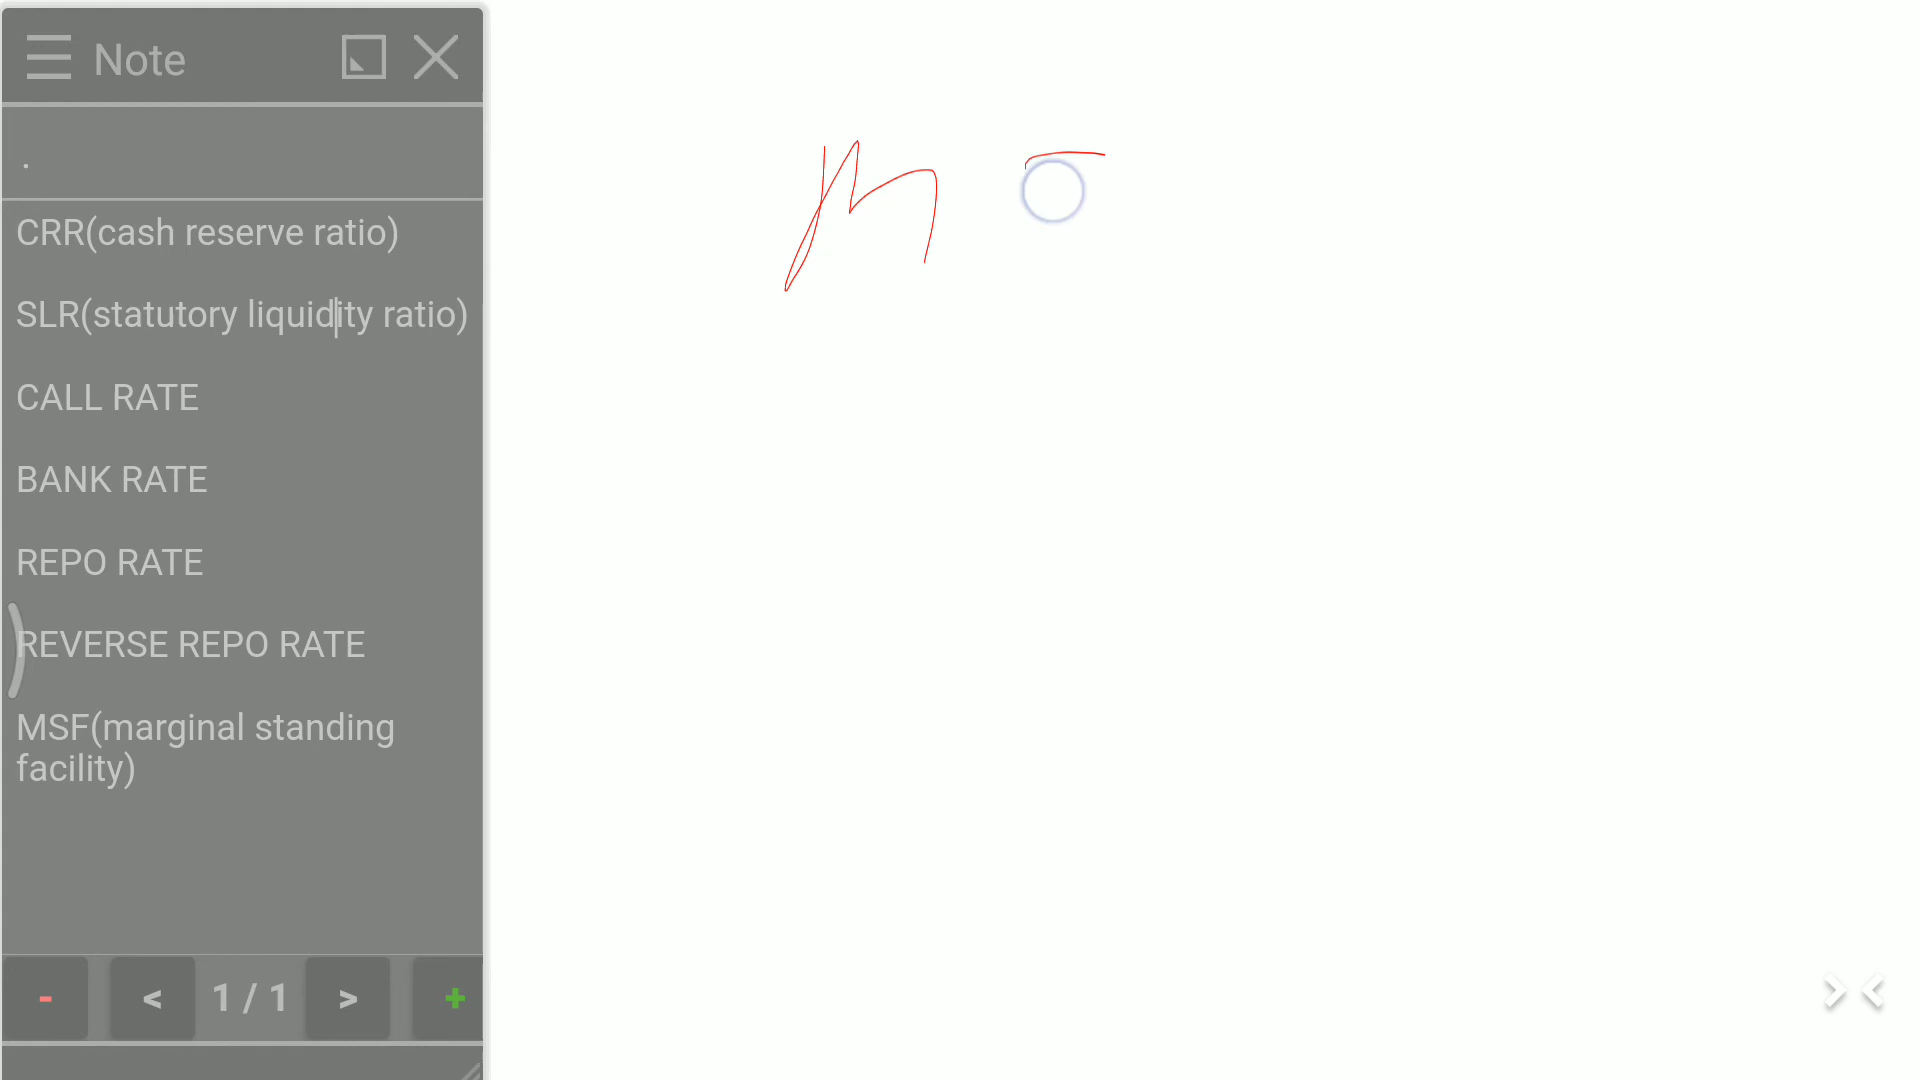 Note
.
CRR(cash reserve ratio)
SLR(statutory liquidity ratio)
CALL RATE
BANK RATE
REPO RATE
REVERSE REPO RATE
MSF(marginal standing
facility)
- < 1 / 1 > +
M